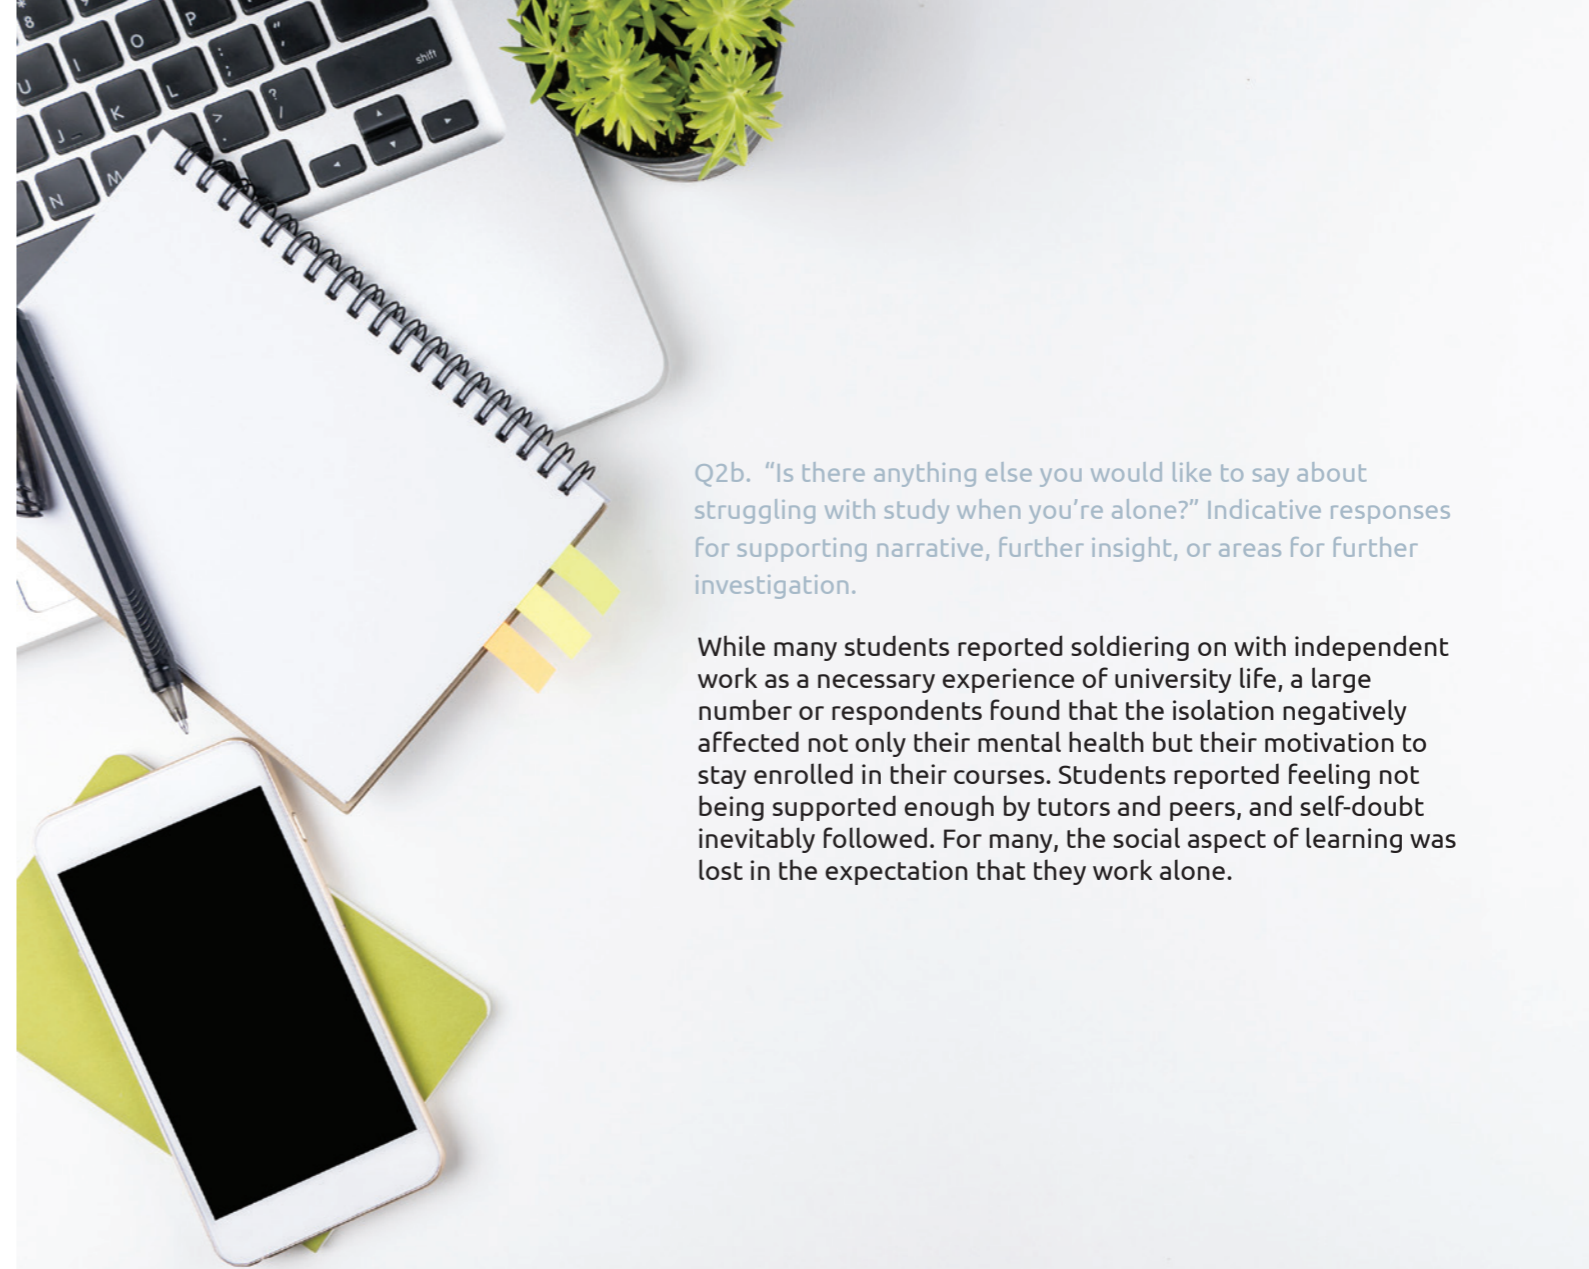 * 8 9 P
U I O : ; " '
J K L > . ? / shift
N M
Q2b. “Is there anything else you would like to say about
struggling with study when you’re alone?” Indicative responses
for supporting narrative, further insight, or areas for further
investigation.
While many students reported soldiering on with independent
work as a necessary experience of university life, a large
number or respondents found that the isolation negatively
affected not only their mental health but their motivation to
stay enrolled in their courses. Students reported feeling not
being supported enough by tutors and peers, and self-doubt
inevitably followed. For many, the social aspect of learning was
lost in the expectation that they work alone.